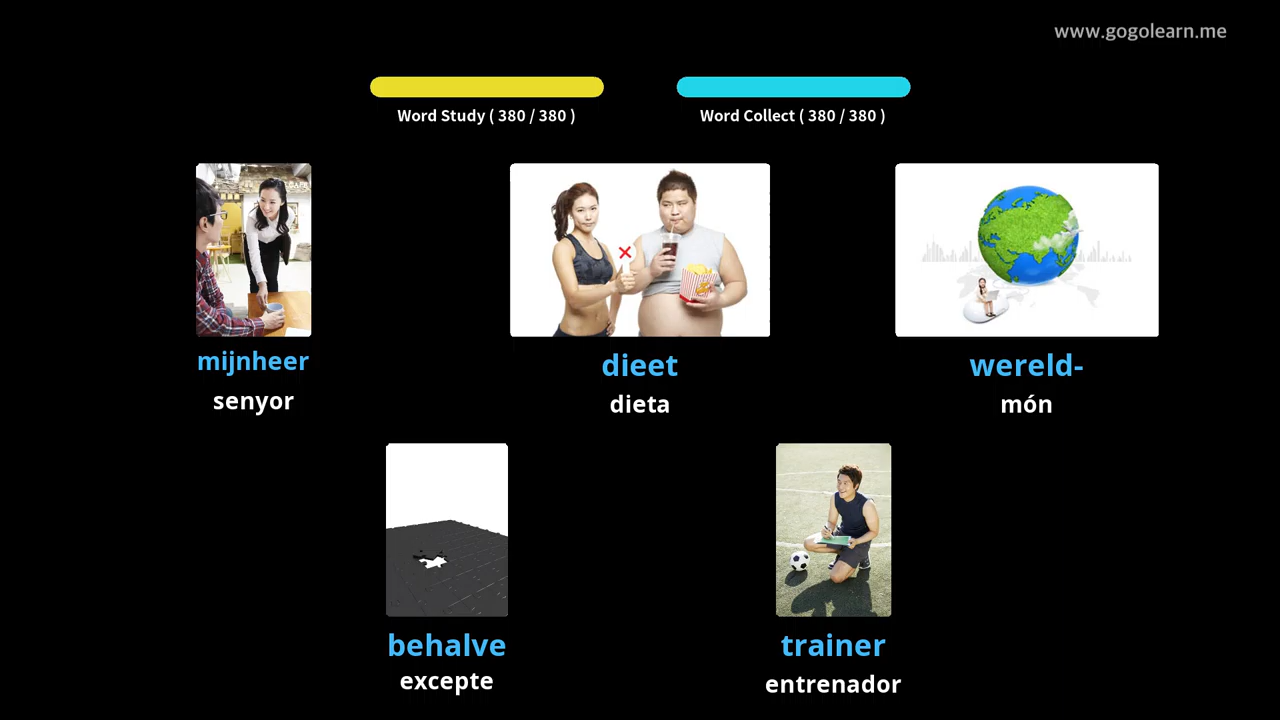 www.gogolearn.me
Word Study ( 380 / 380 )
Word Collect ( 380 / 380 )
mijnheer
senyor
dieet
dieta
wereld-
món
behalve
excepte
trainer
entrenador